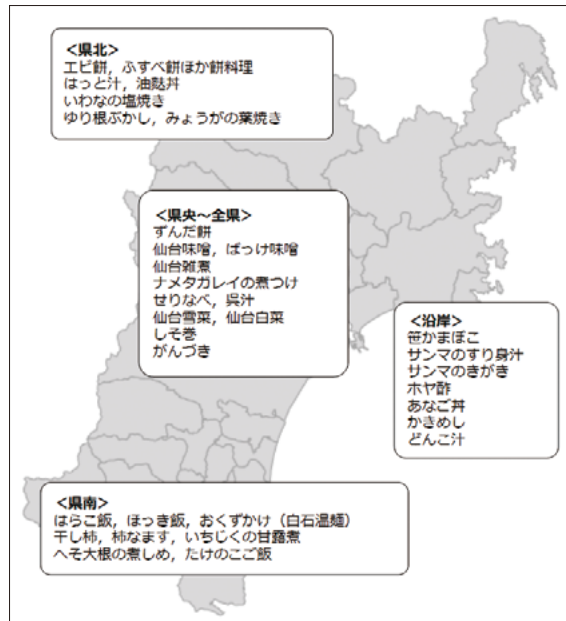 <県北>
エビ餅，ふすべ餅ほか餅料理
はっと汁，油麩丼
いわなの塩焼き
ゆり根ぶかし，みょうがの葉焼き
<県央～全県>
ずんだ餅
仙台味噌，ばっけ味噌
仙台雑煮
ナメタガレイの煮つけ
せりなべ，呉汁
仙台雪菜，仙台白菜
しそ巻
がんづき
<沿岸>
笹かまぼこ
サンマのすり身汁
サンマのきがき
ホヤ酢
あなご丼
かきめし
どんこ汁
<県南>
はらこ飯，ほっき飯，おくずかけ（白石温麺）
干し柿，柿なます，いちじくの甘露煮
へそ大根の煮しめ，たけのこご飯